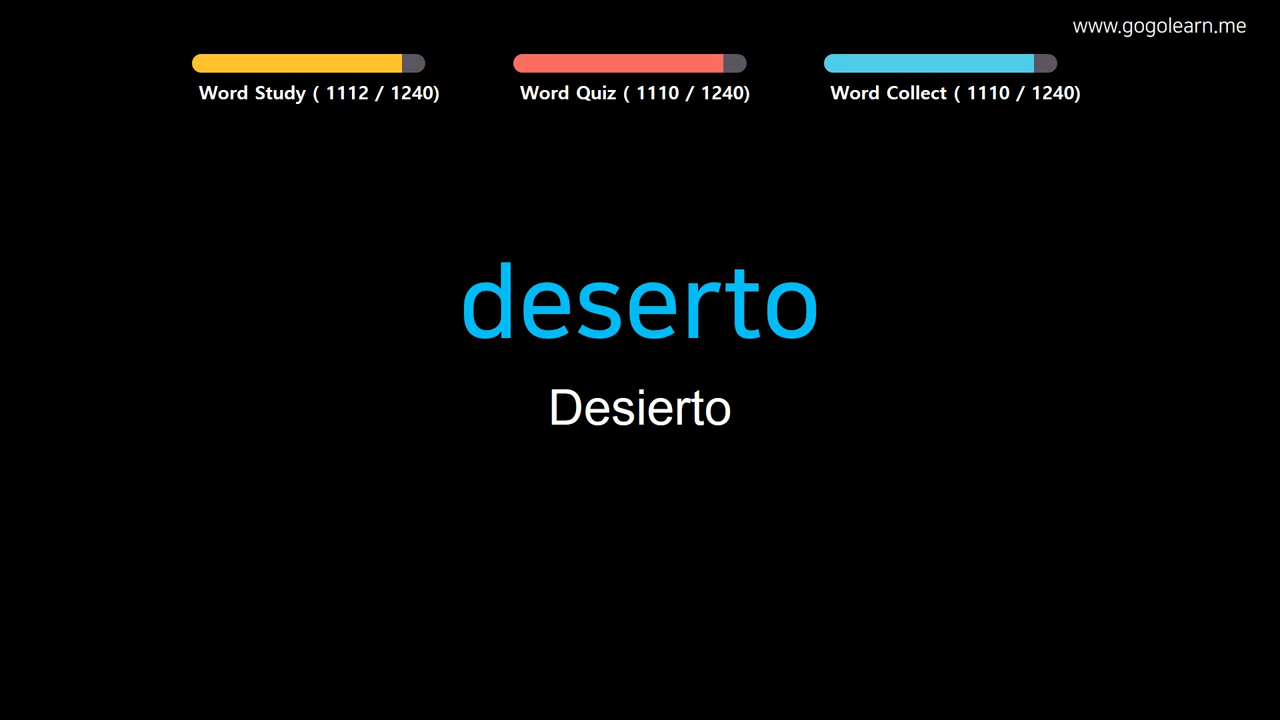 www.gogolearn.me
Word Study ( 1112 / 1240)
Word Quiz ( 1110 / 1240)
Word Collect ( 1110 / 1240)
deserto
Desierto